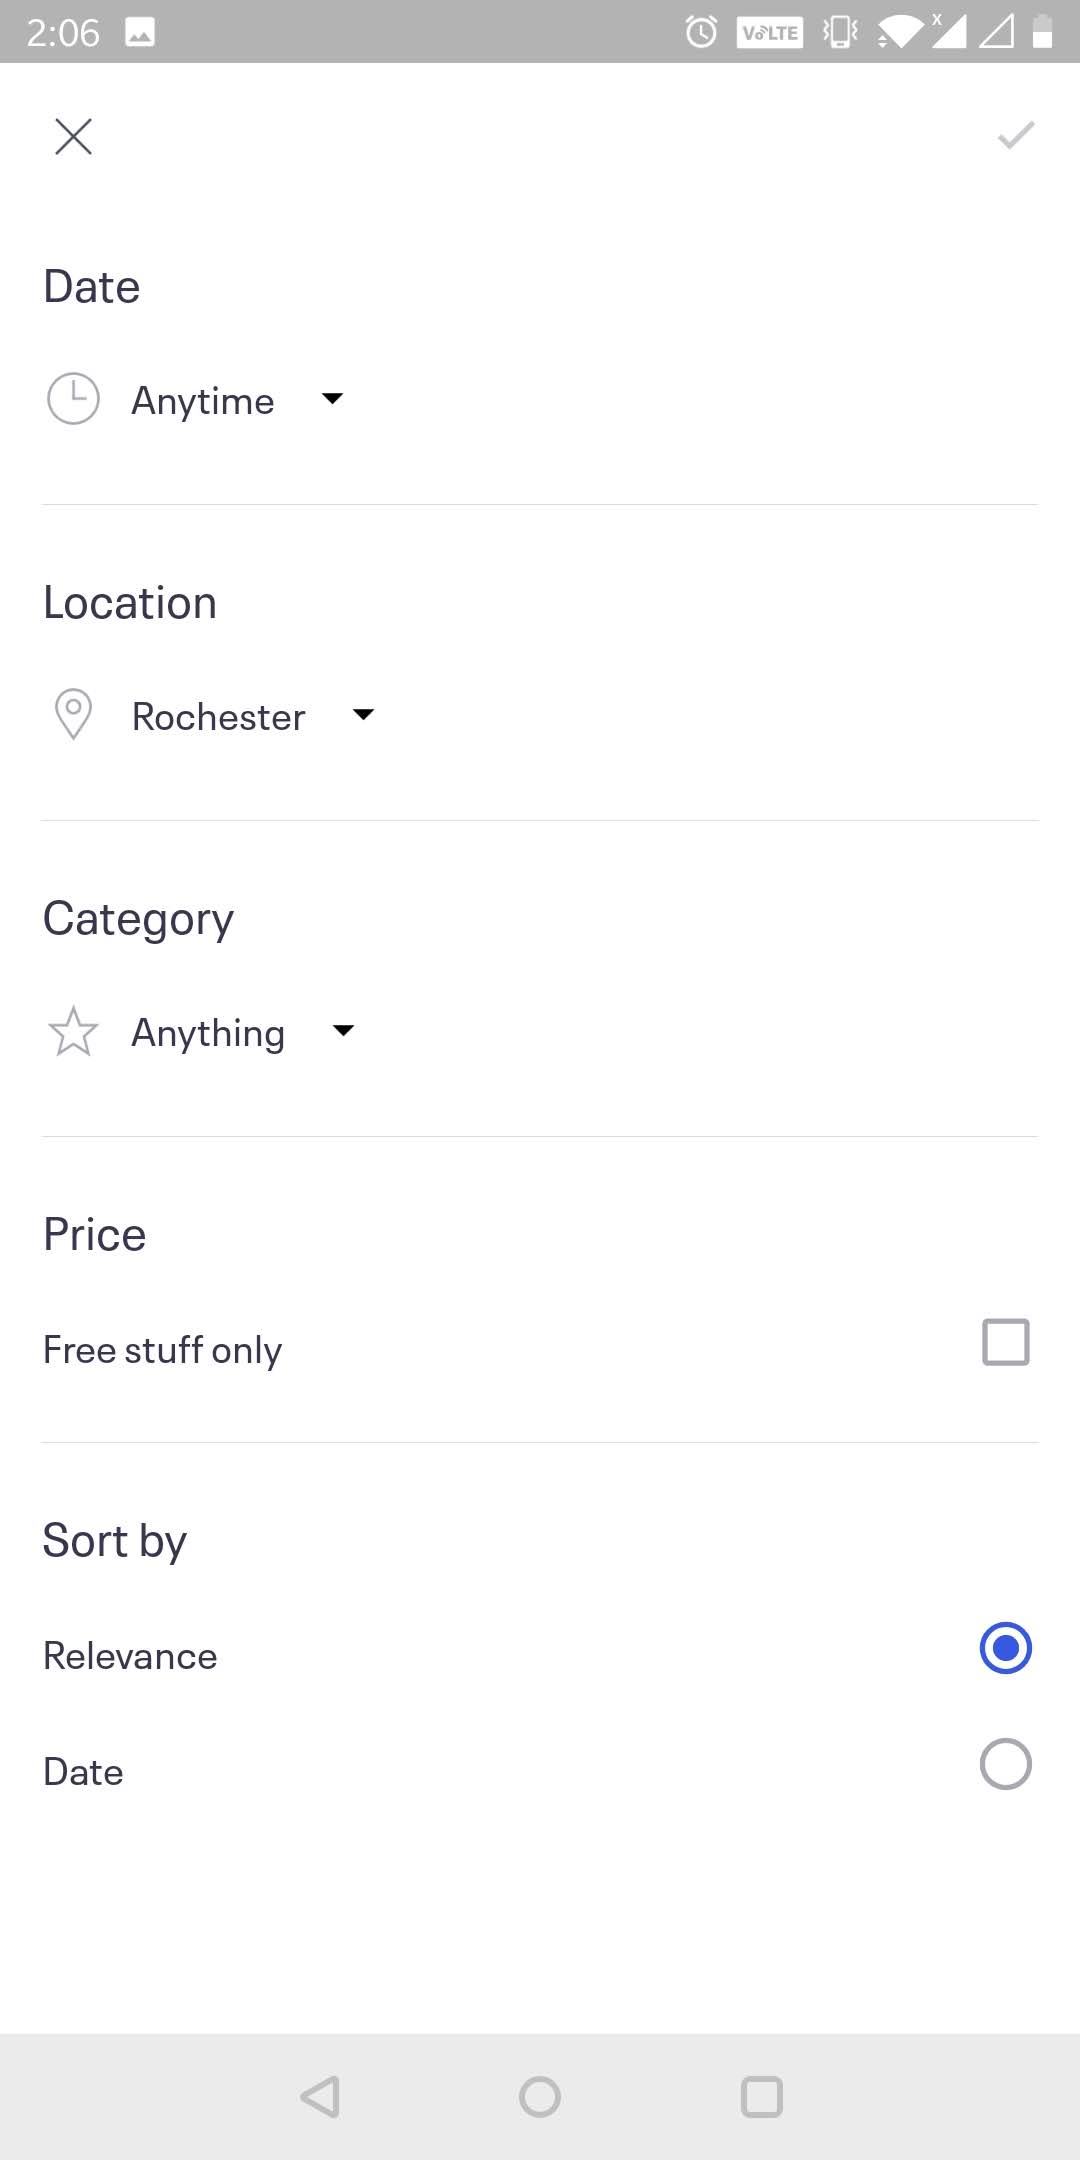 2:06 VoLTE X
Date
Anytime
Location
Rochester
Category
Anything
Price
Free stuff only
Sort by
Relevance
Date